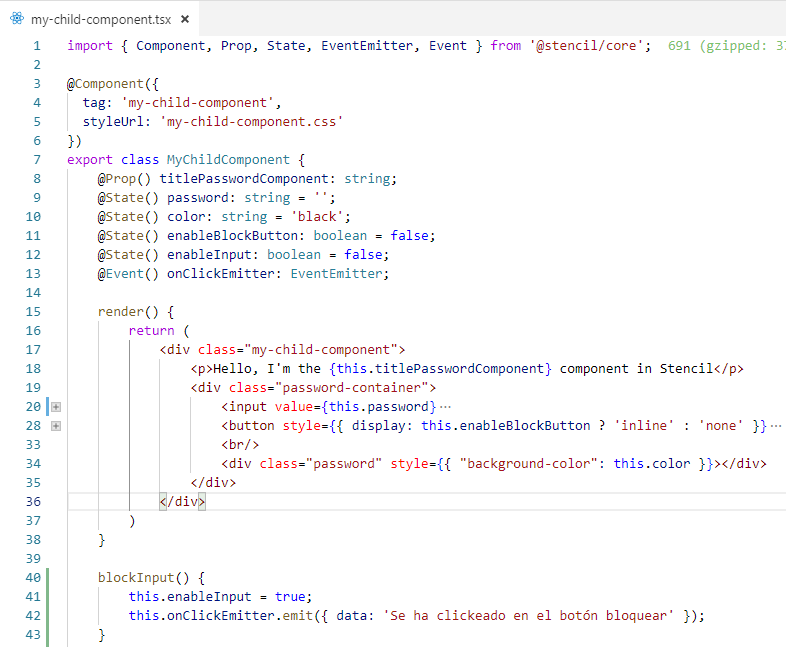 my-child-component.tsx ×
1 import { Component, Prop, State, EventEmitter, Event } from '@stencil/core'; 691 (gzipped: 37
2
3 @Component({
4 tag: 'my-child-component',
5 styleUrl: 'my-child-component.css'
6 })
7 export class MyChildComponent {
8 @Prop() titlePasswordComponent: string;
9 @State() password: string = '';
10 @State() color: string = 'black';
11 @State() enableBlockButton: boolean = false;
12 @State() enableInput: boolean = false;
13 @Event() onClickEmitter: EventEmitter;
14
15 render() {
16 return (
17 <div class="my-child-component">
18 <p>Hello, I'm the {this.titlePasswordComponent} component in Stencil</p>
19 <div class="password-container">
20 <input value={this.password}…
28 <button style={{ display: this.enableBlockButton ? 'inline' : 'none' }}…
33 <br/>
34 <div class="password" style={{ "background-color": this.color }}></div>
35 </div>
36 </div>
37 )
38 }
39
40 blockInput() {
41 this.enableInput = true;
42 this.onClickEmitter.emit({ data: 'Se ha clickeado en el botón bloquear' });
43 }